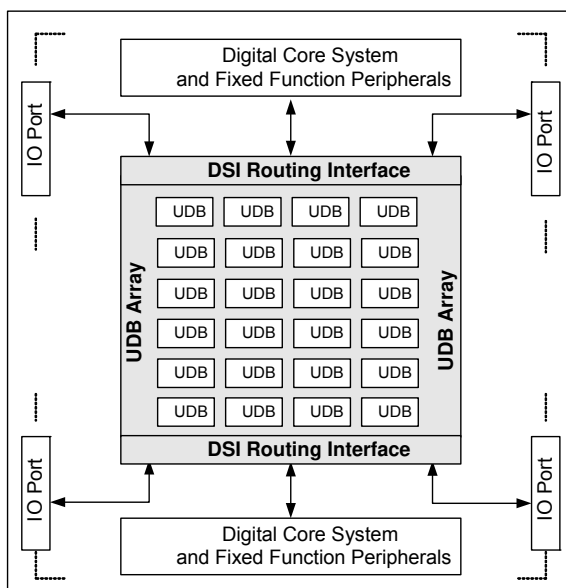 Digital Core System
and Fixed Function Peripherals
IO Port
IO Port
DSI Routing Interface
UDB Array
UDB UDB UDB UDB
UDB UDB UDB UDB
UDB UDB UDB UDB
UDB UDB UDB UDB
UDB UDB UDB UDB
UDB UDB UDB UDB
UDB Array
DSI Routing Interface
IO Port
IO Port
Digital Core System
and Fixed Function Peripherals